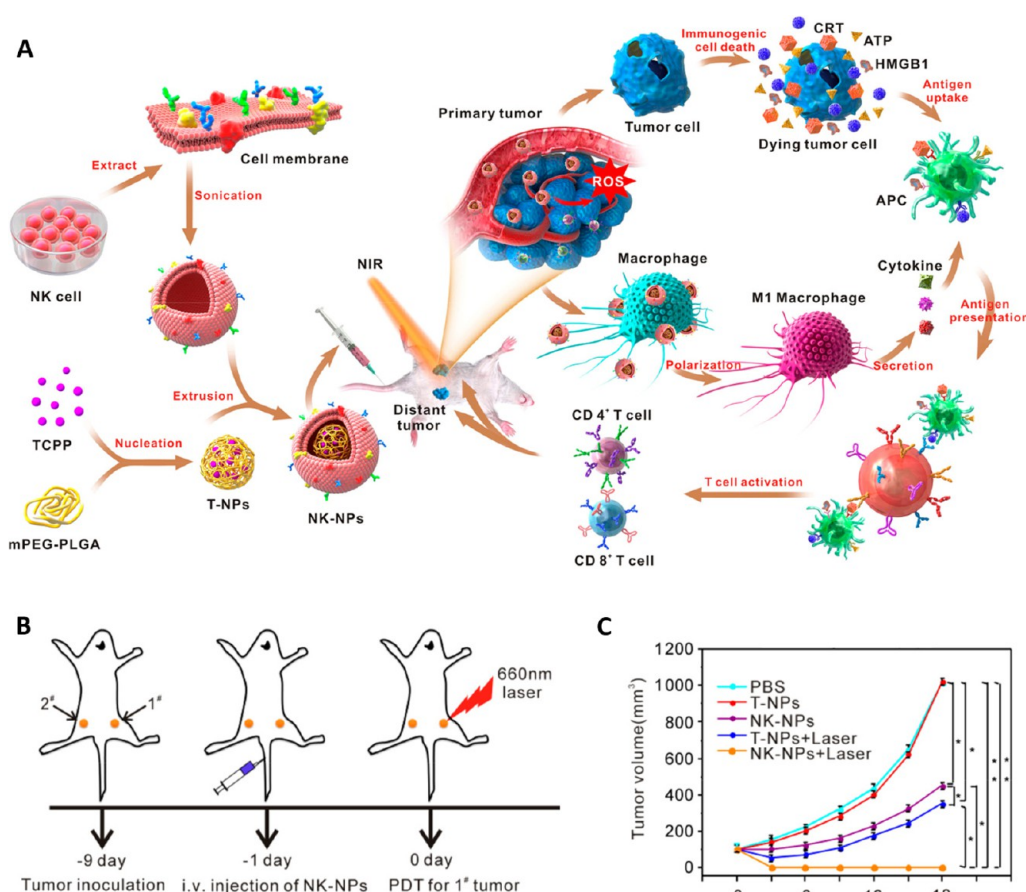 A
CRT
ATP
HMGB1
Immunogenic
cell death
Antigen
uptake
Primary tumor
Tumor cell
Dying tumor cell
Cell membrane
Extract
Sonication
ROS
APC
NK cell
NIR
Macrophage
M1 Macrophage
Cytokine
Antigen
presentation
Polarization
Secretion
Extrusion
TCPP
Nucleation
T-NPs
NK-NPs
mPEG-PLGA
Distant
tumor
CD 4⁺ T cell
T cell activation
CD 8⁺ T cell
B
2#
1#
660nm
laser
-9 day
-1 day
0 day
Tumor inoculation
i.v. injection of NK-NPs
PDT for 1# tumor
C
Tumor volume(mm³)
1200
1000
800
600
400
200
0
PBS
T-NPs
NK-NPs
T-NPs+Laser
NK-NPs+Laser
* * * * * * * * * *